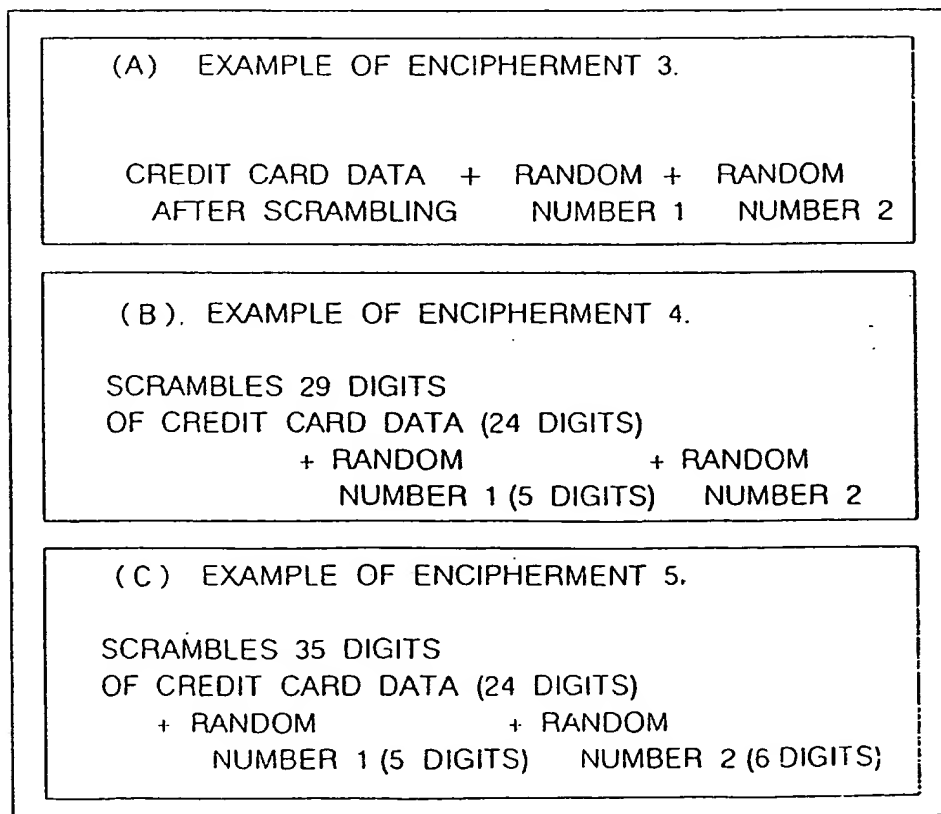 (A) EXAMPLE OF ENCIPHERMENT 3.
CREDIT CARD DATA + RANDOM + RANDOM
AFTER SCRAMBLING NUMBER 1 NUMBER 2
(B). EXAMPLE OF ENCIPHERMENT 4.
SCRAMBLES 29 DIGITS
OF CREDIT CARD DATA (24 DIGITS)
+ RANDOM + RANDOM
NUMBER 1 (5 DIGITS) NUMBER 2
(C) EXAMPLE OF ENCIPHERMENT 5.
SCRAMBLES 35 DIGITS
OF CREDIT CARD DATA (24 DIGITS)
+ RANDOM + RANDOM
NUMBER 1 (5 DIGITS) NUMBER 2 (6 DIGITS)